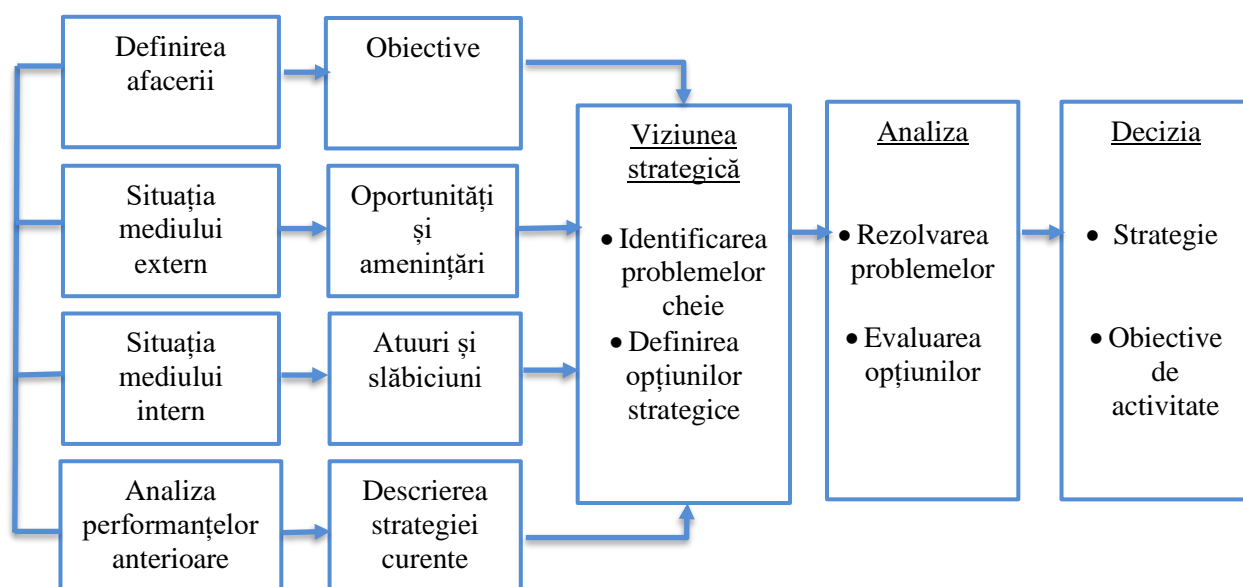 Definirea
afacerii
Obiective
Situația
mediului
extern
Oportunități
și
amenințări
Situația
mediului
intern
Atuuri și
slăbiciuni
Analiza
performanțelor
anterioare
Descrierea
strategiei
curente
Viziunea
strategică
• Identificarea
problemelor
cheie
• Definirea
opțiunilor
strategice
Analiza
• Rezolvarea
problemelor
• Evaluarea
opțiunilor
Decizia
• Strategie
• Obiective
de
activitate